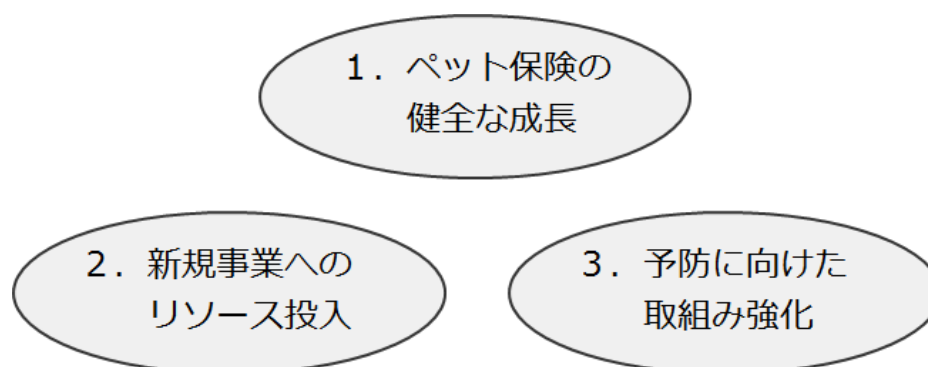 １．ペット保険の
健全な成長
２．新規事業への
リソース投入
３．予防に向けた
取組み強化